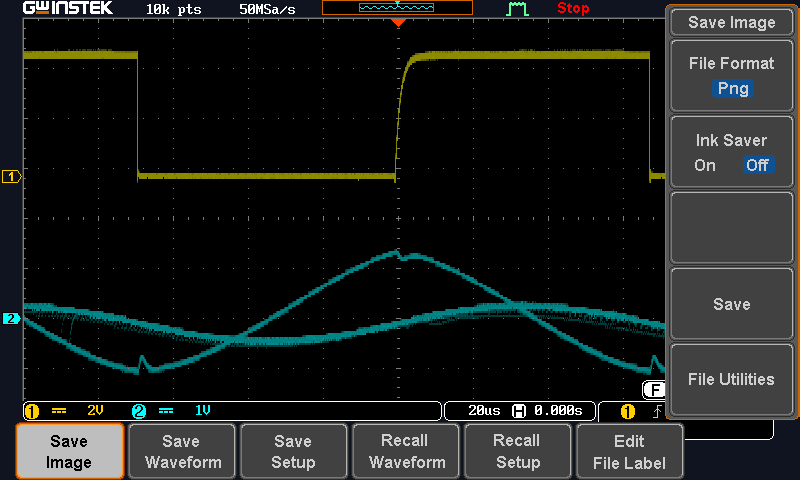 GWINSTEK 10k pts 50MSa/s Stop
Save Image
File Format
Png
Ink Saver
On Off
1
2
Save
File Utilities
F
1 2V 2 1V 20us H 0.000s 1
Save Image
Save Waveform
Save Setup
Recall Waveform
Recall Setup
Edit File Label